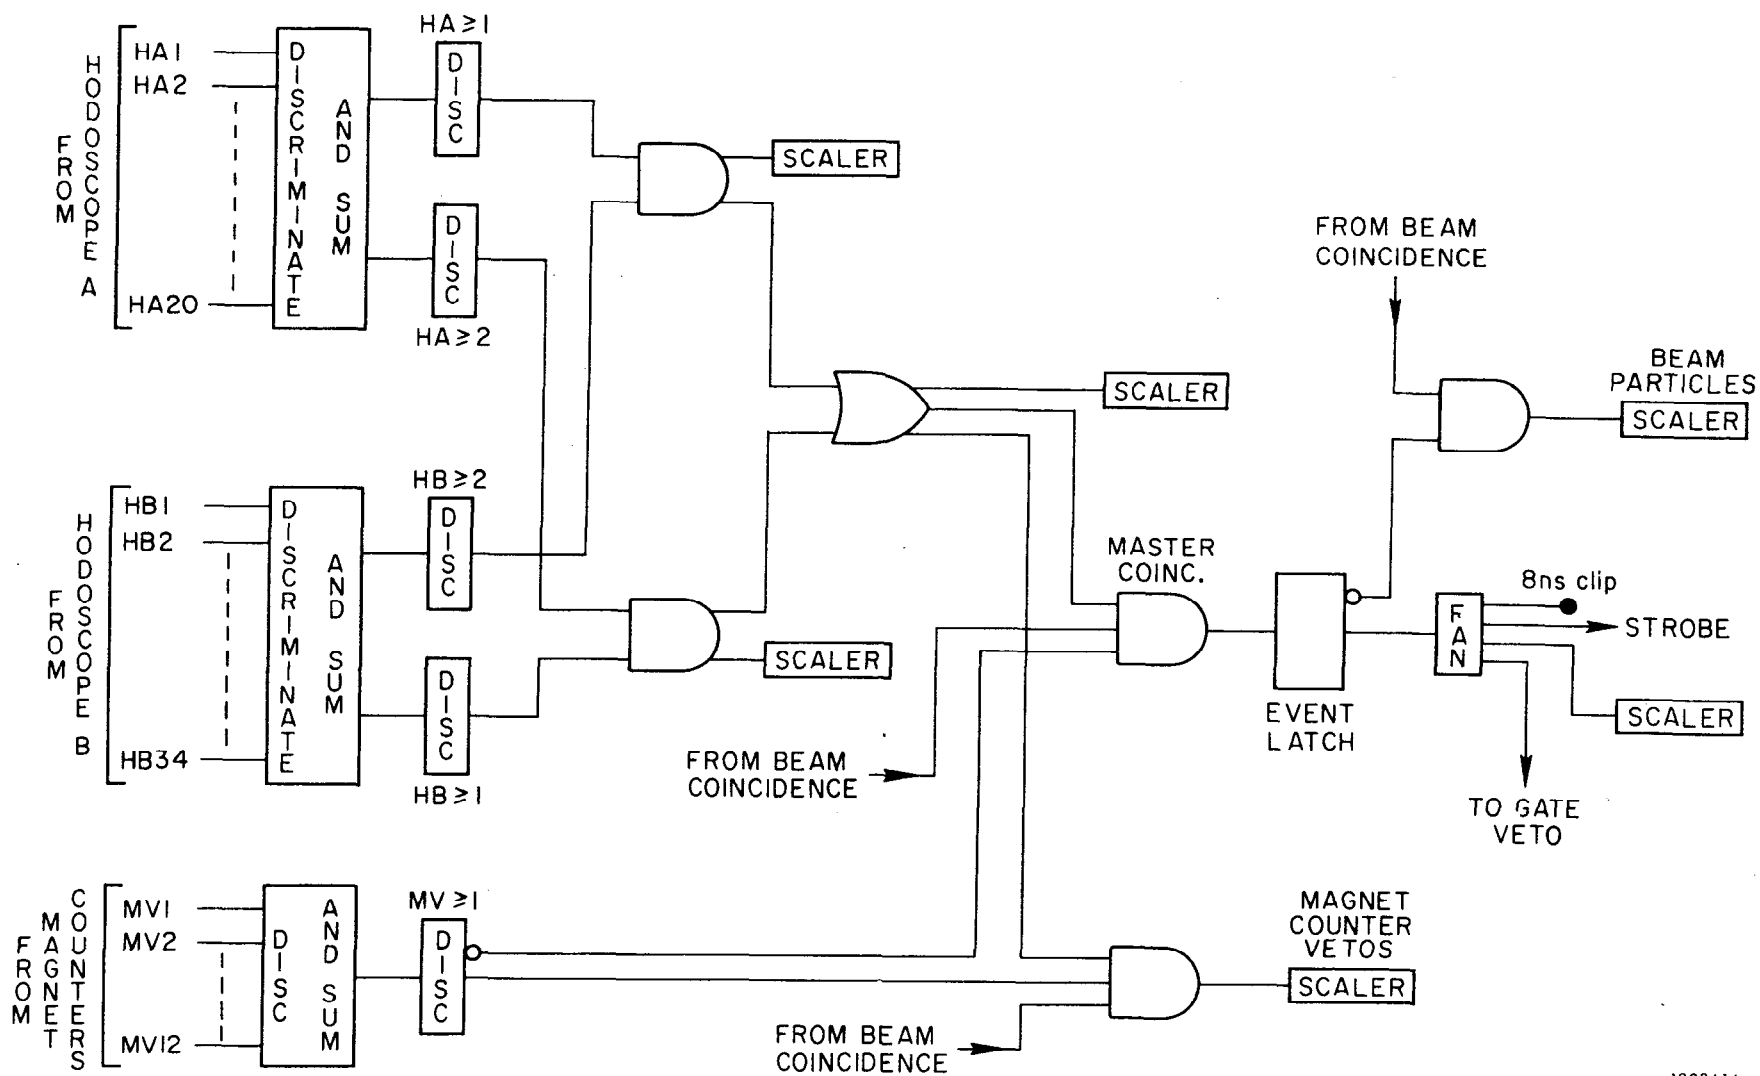 FROM
HODOSCOPE A
HA1
HA2
HA20
DISCRIMINATE
AND SUM
HA≥1
DISC
DISC
HA≥2
SCALER
FROM
HODOSCOPE B
HB1
HB2
HB34
DISCRIMINATE
AND SUM
HB≥2
DISC
DISC
HB≥1
SCALER
SCALER
FROM BEAM
COINCIDENCE
BEAM
PARTICLES
SCALER
MASTER
COINC.
EVENT
LATCH
FAN
8ns clip
STROBE
SCALER
TO GATE
VETO
FROM BEAM
COINCIDENCE
FROM
MAGNET
COUNTERS
MV1
MV2
MV12
DISC
AND SUM
MV≥1
DISC
FROM BEAM
COINCIDENCE
MAGNET
COUNTER
VETOS
SCALER